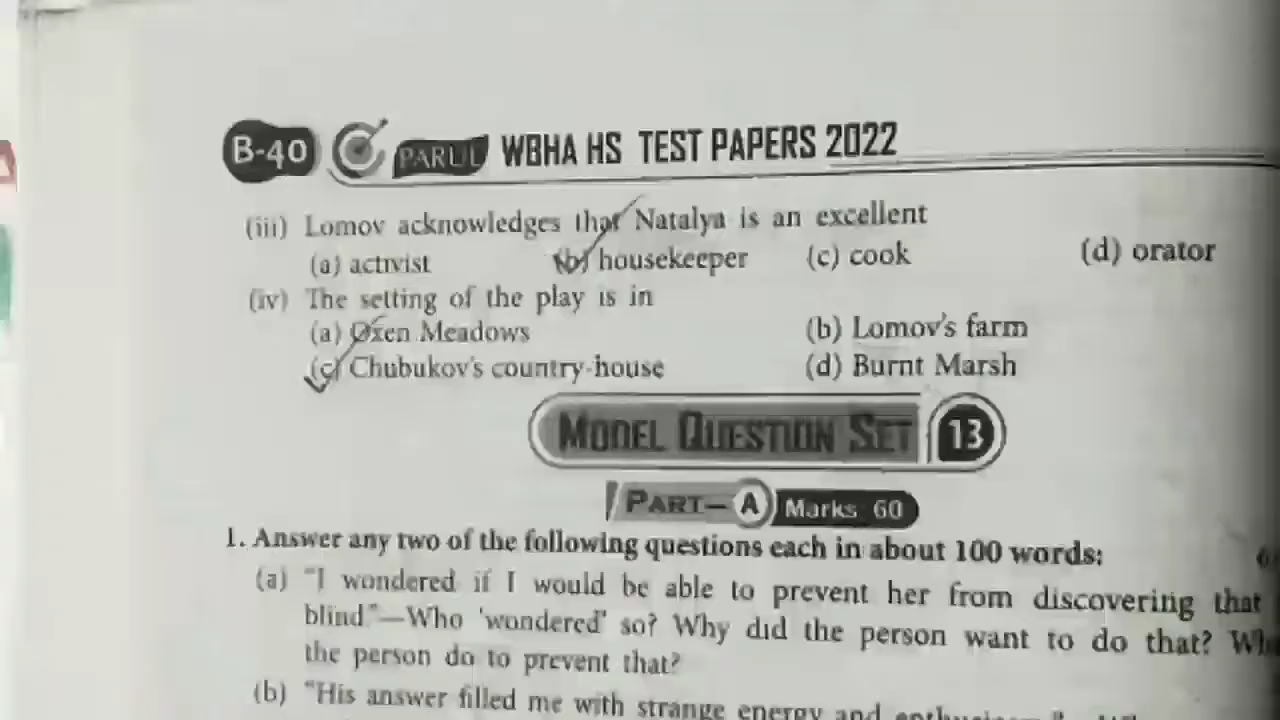 B-40 PARUL WBHA HS TEST PAPERS 2022
(iii) Lomov acknowledges that Natalya is an excellent
(a) activist (b) housekeeper (c) cook (d) orator
(iv) The setting of the play is in
(a) Oxen Meadows (b) Lomov's farm
(c) Chubukov's country-house (d) Burnt Marsh
MODEL QUESTION SET 13
PART-A Marks 60
1. Answer any two of the following questions each in about 100 words:
(a) "I wondered if I would be able to prevent her from discovering that
blind."—Who 'wondered' so? Why did the person want to do that?
the person do to prevent that?
(b) "His answer filled me with strange energy and